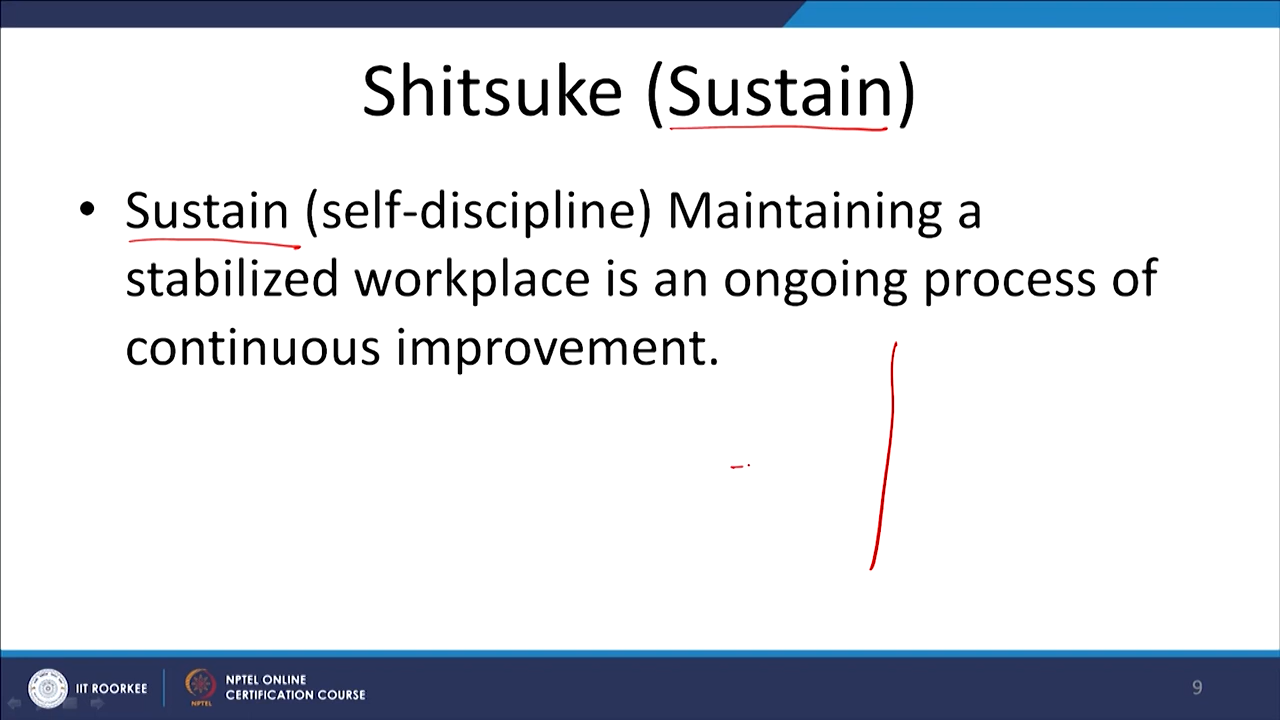 Shitsuke (Sustain)
• Sustain (self-discipline) Maintaining a
stabilized workplace is an ongoing process of
continuous improvement.
IIT ROORKEE
NPTEL
NPTEL ONLINE
CERTIFICATION COURSE
9